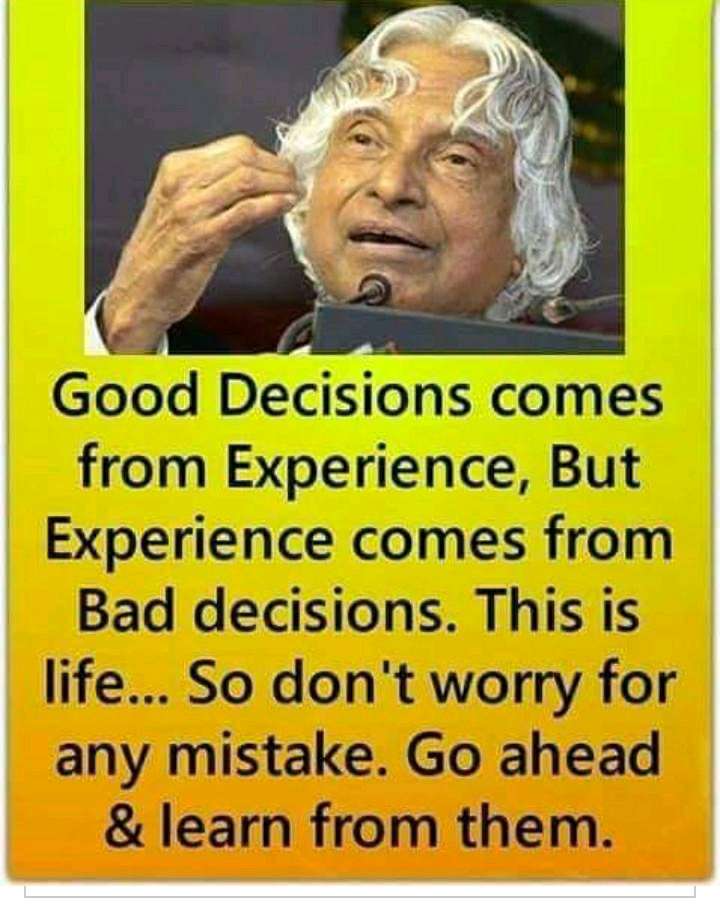 Good Decisions comes
from Experience, But
Experience comes from
Bad decisions. This is
life... So don't worry for
any mistake. Go ahead
& learn from them.